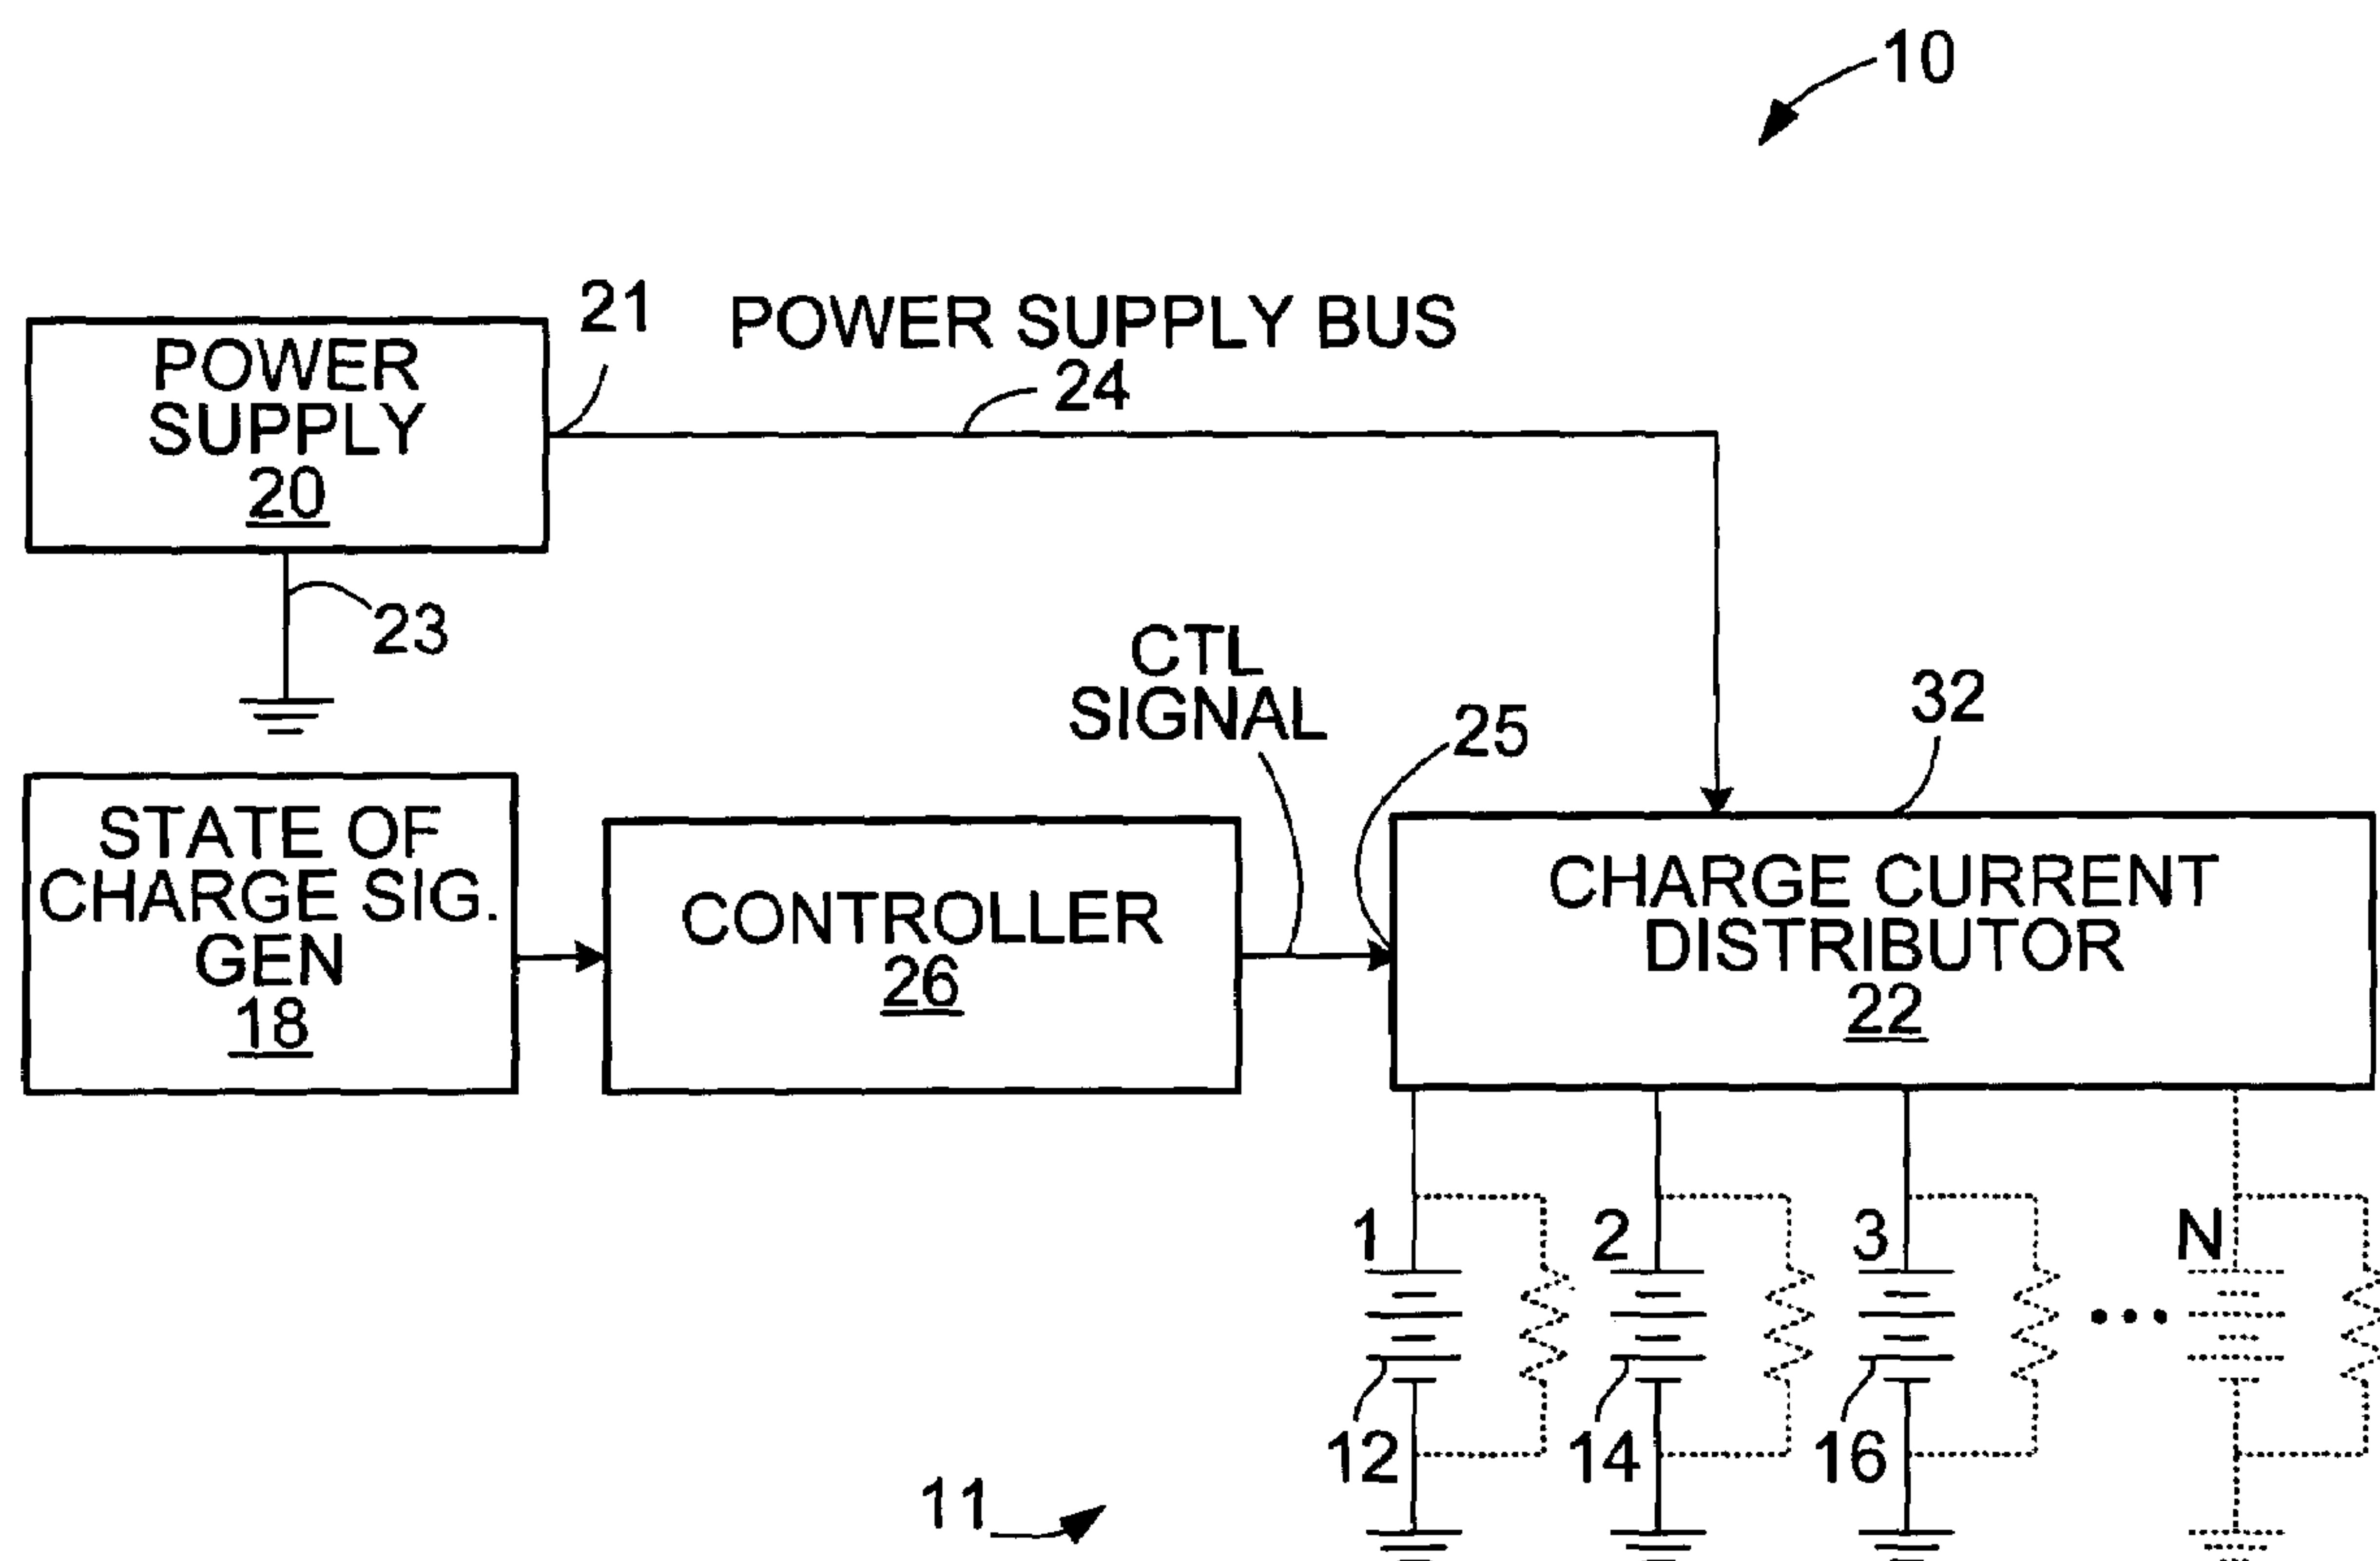 10
21
POWER SUPPLY BUS
24
POWER
SUPPLY
20
23
CTL
SIGNAL
25
32
STATE OF
CHARGE SIG.
GEN
18
CONTROLLER
26
CHARGE CURRENT
DISTRIBUTOR
22
1 2 3 N
12 14 16
11